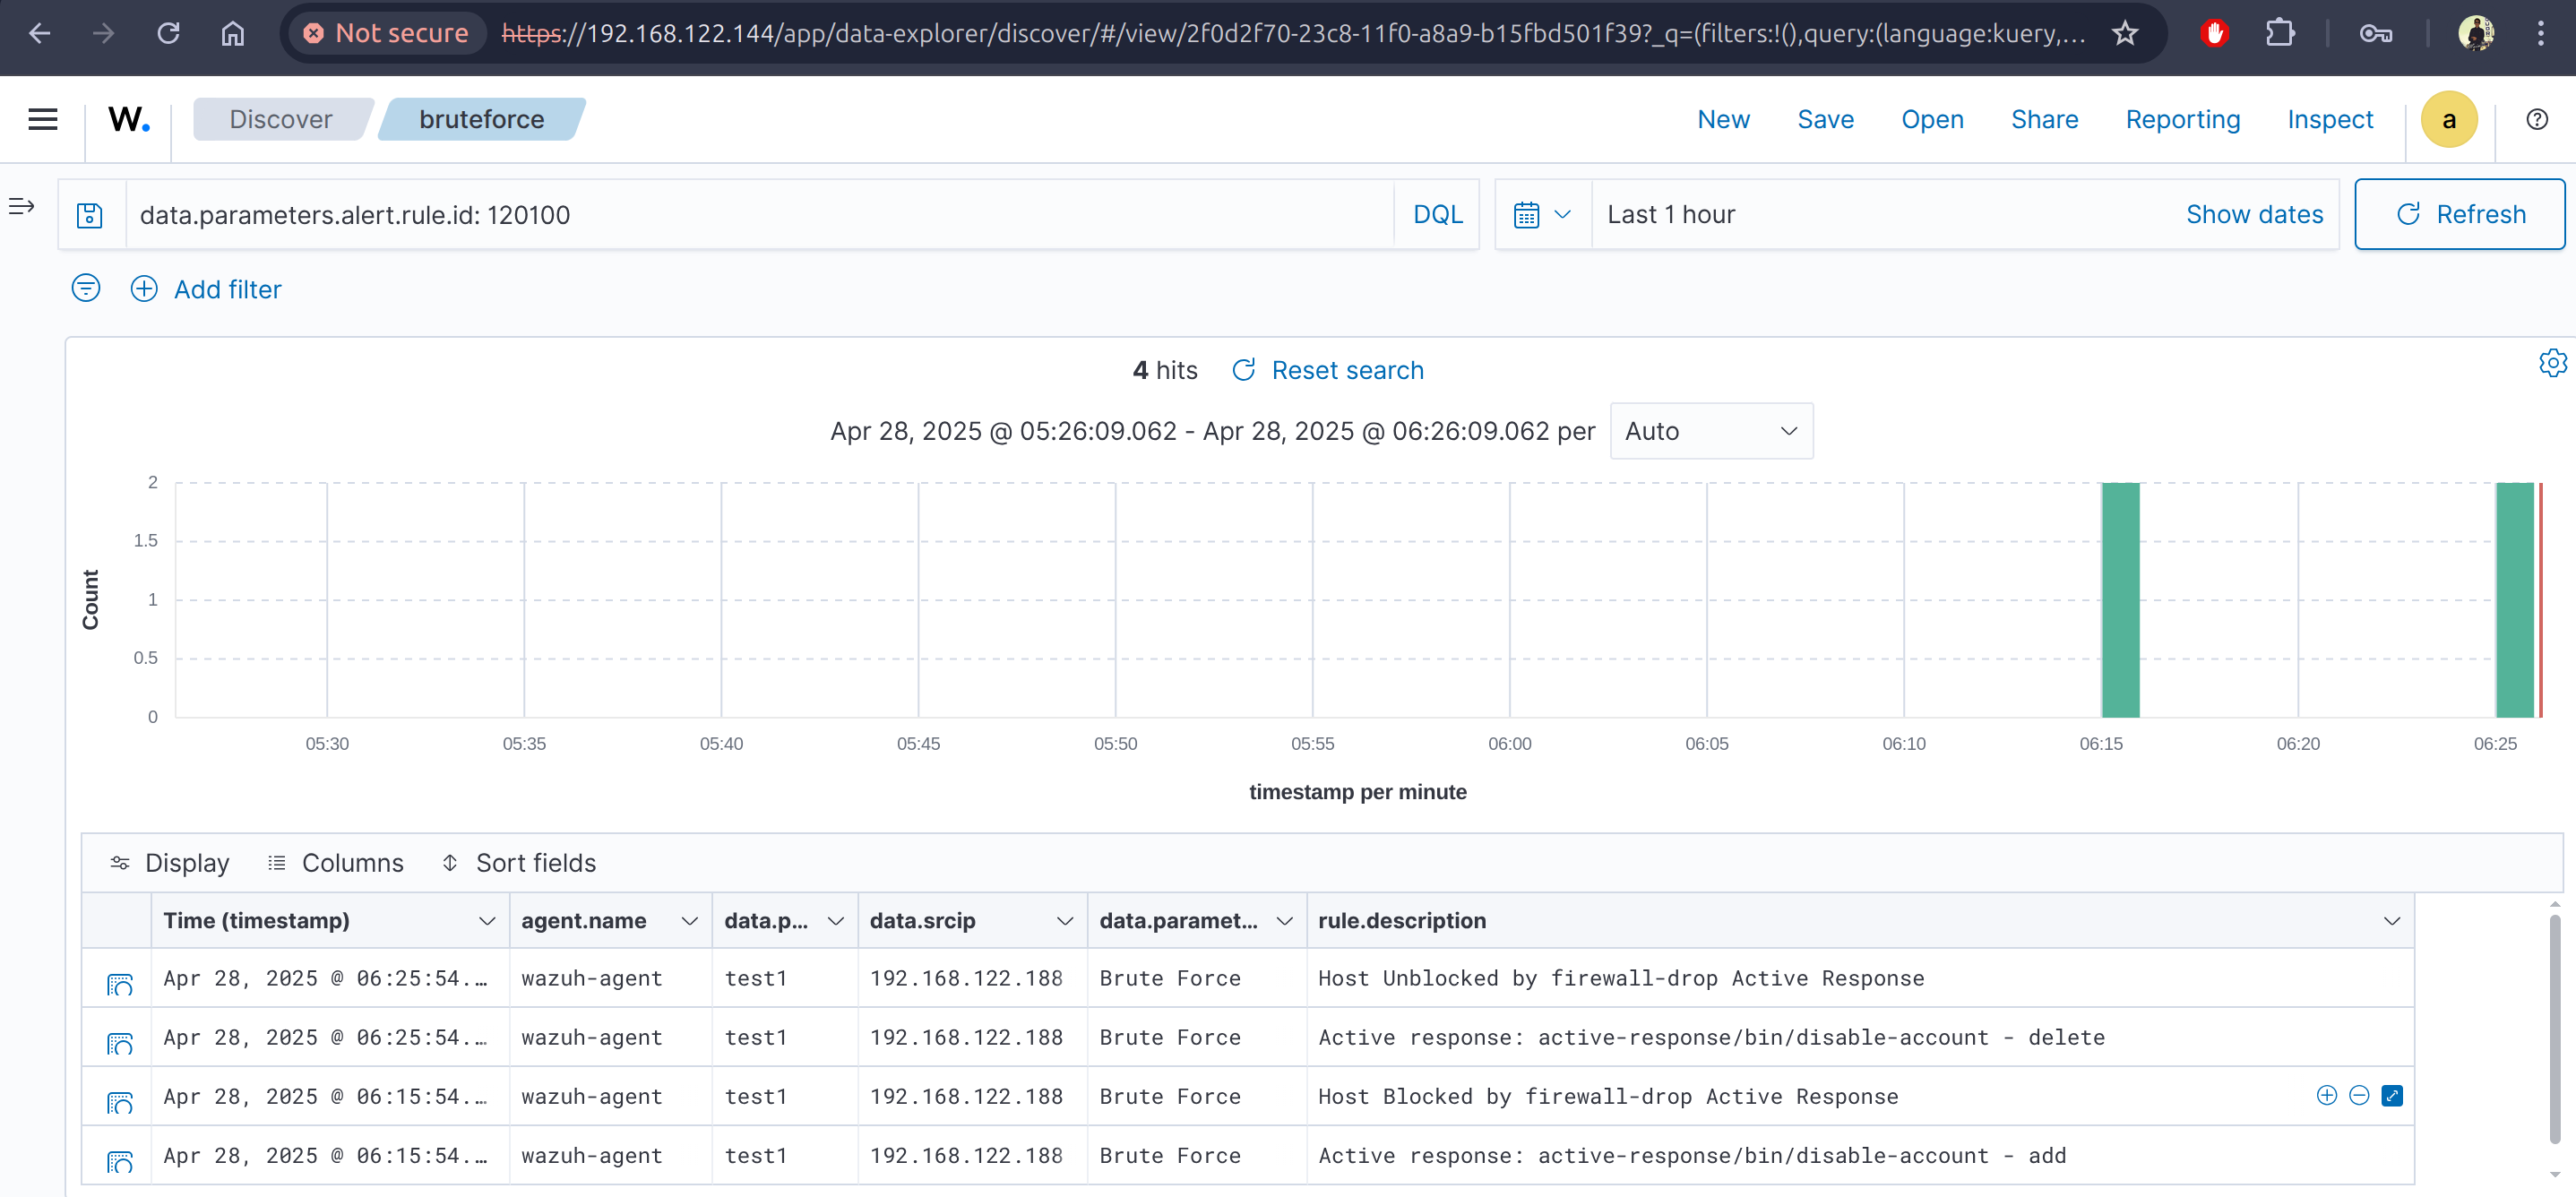 Not secure https://192.168.122.144/app/data-explorer/discover/#/view/2f0d2f70-23c8-11f0-a8a9-b15fbd501f39?_q=(filters:!(),query:(language:kuery,...
W. Discover bruteforce New Save Open Share Reporting Inspect a
data.parameters.alert.rule.id: 120100 DQL Last 1 hour Show dates Refresh
Add filter
4 hits Reset search
Apr 28, 2025 @ 05:26:09.062 - Apr 28, 2025 @ 06:26:09.062 per Auto
2
1.5
1
0.5
0
Count
05:30 05:35 05:40 05:45 05:50 05:55 06:00 06:05 06:10 06:15 06:20 06:25
timestamp per minute
Display Columns Sort fields
Time (timestamp) agent.name data.p... data.srcip data.paramet... rule.description
Apr 28, 2025 @ 06:25:54.... wazuh-agent test1 192.168.122.188 Brute Force Host Unblocked by firewall-drop Active Response
Apr 28, 2025 @ 06:25:54.... wazuh-agent test1 192.168.122.188 Brute Force Active response: active-response/bin/disable-account - delete
Apr 28, 2025 @ 06:15:54.... wazuh-agent test1 192.168.122.188 Brute Force Host Blocked by firewall-drop Active Response
Apr 28, 2025 @ 06:15:54.... wazuh-agent test1 192.168.122.188 Brute Force Active response: active-response/bin/disable-account - add